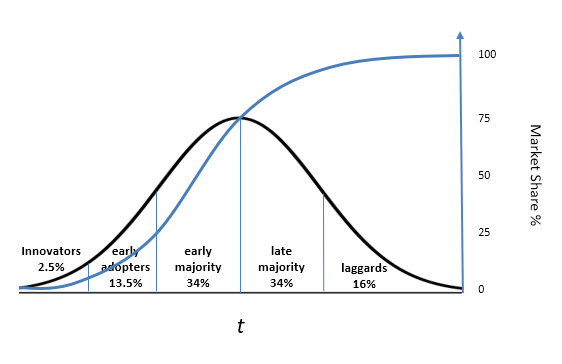 Innovators
2.5%
early
adopters
13.5%
early
majority
34%
late
majority
34%
laggards
16%
100
75
50
25
0
Market Share %
t